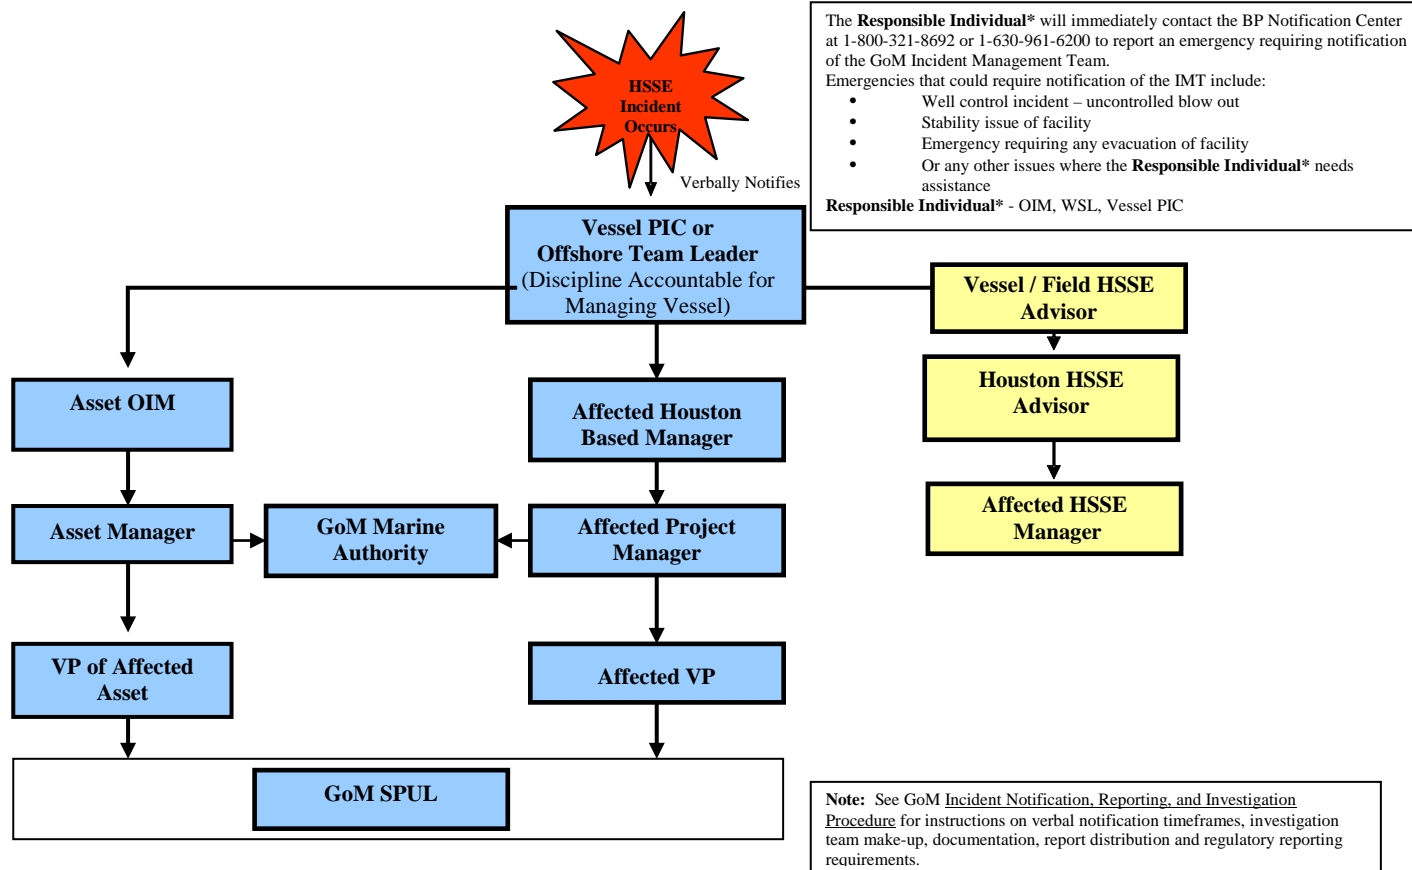 The Responsible Individual* will immediately contact the BP Notification Center
at 1-800-321-8692 or 1-630-961-6200 to report an emergency requiring notification
of the GoM Incident Management Team.
Emergencies that could require notification of the IMT include:
• Well control incident – uncontrolled blow out
• Stability issue of facility
• Emergency requiring any evacuation of facility
• Or any other issues where the Responsible Individual* needs
assistance
Responsible Individual* - OIM, WSL, Vessel PIC
HSSE
Incident
Occurs
Verbally Notifies
Vessel PIC or
Offshore Team Leader
(Discipline Accountable for
Managing Vessel)
Vessel / Field HSSE
Advisor
Asset OIM
Affected Houston
Based Manager
Houston HSSE
Advisor
Asset Manager
GoM Marine
Authority
Affected Project
Manager
Affected HSSE
Manager
VP of Affected
Asset
Affected VP
GoM SPUL
Note: See GoM Incident Notification, Reporting, and Investigation
Procedure for instructions on verbal notification timeframes, investigation
team make-up, documentation, report distribution and regulatory reporting
requirements.